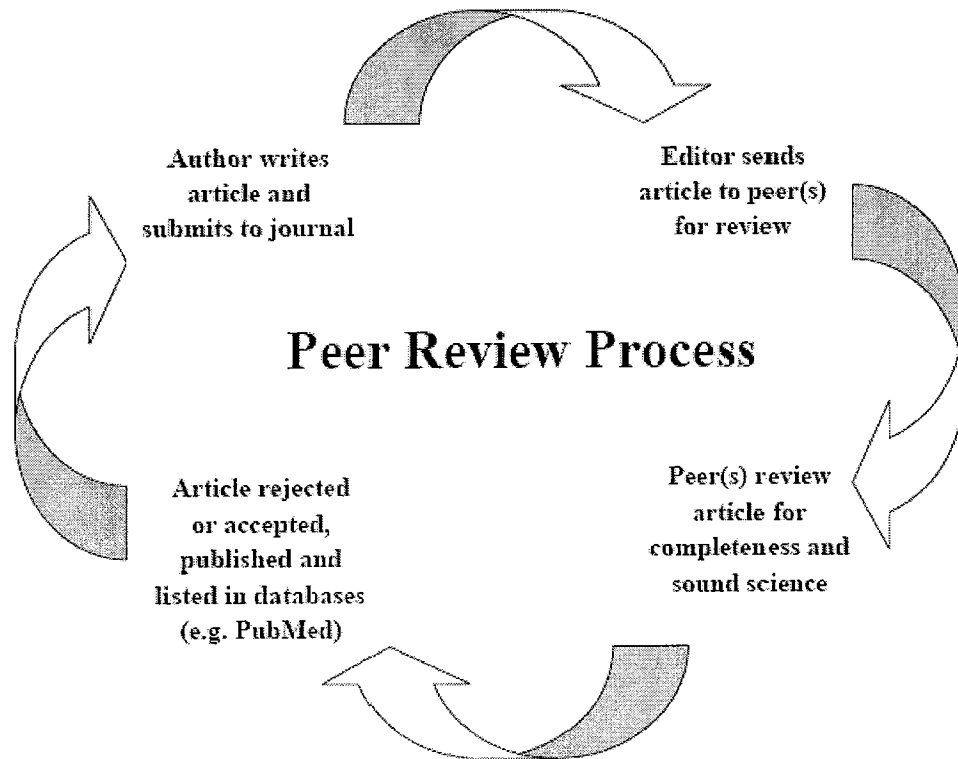 Author writes
article and
submits to journal
Editor sends
article to peer(s)
for review
Peer Review Process
Peer(s) review
article for
completeness and
sound science
Article rejected
or accepted,
published and
listed in databases
(e.g. PubMed)